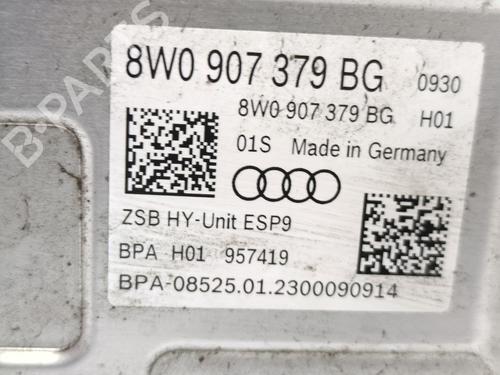 8W0 907 379 BG 0930
8W0 907 379 BG H01
01S Made in Germany
ZSB HY-Unit ESP9
BPA H01 957419
BPA-08525.01.2300090914
B-PARTS